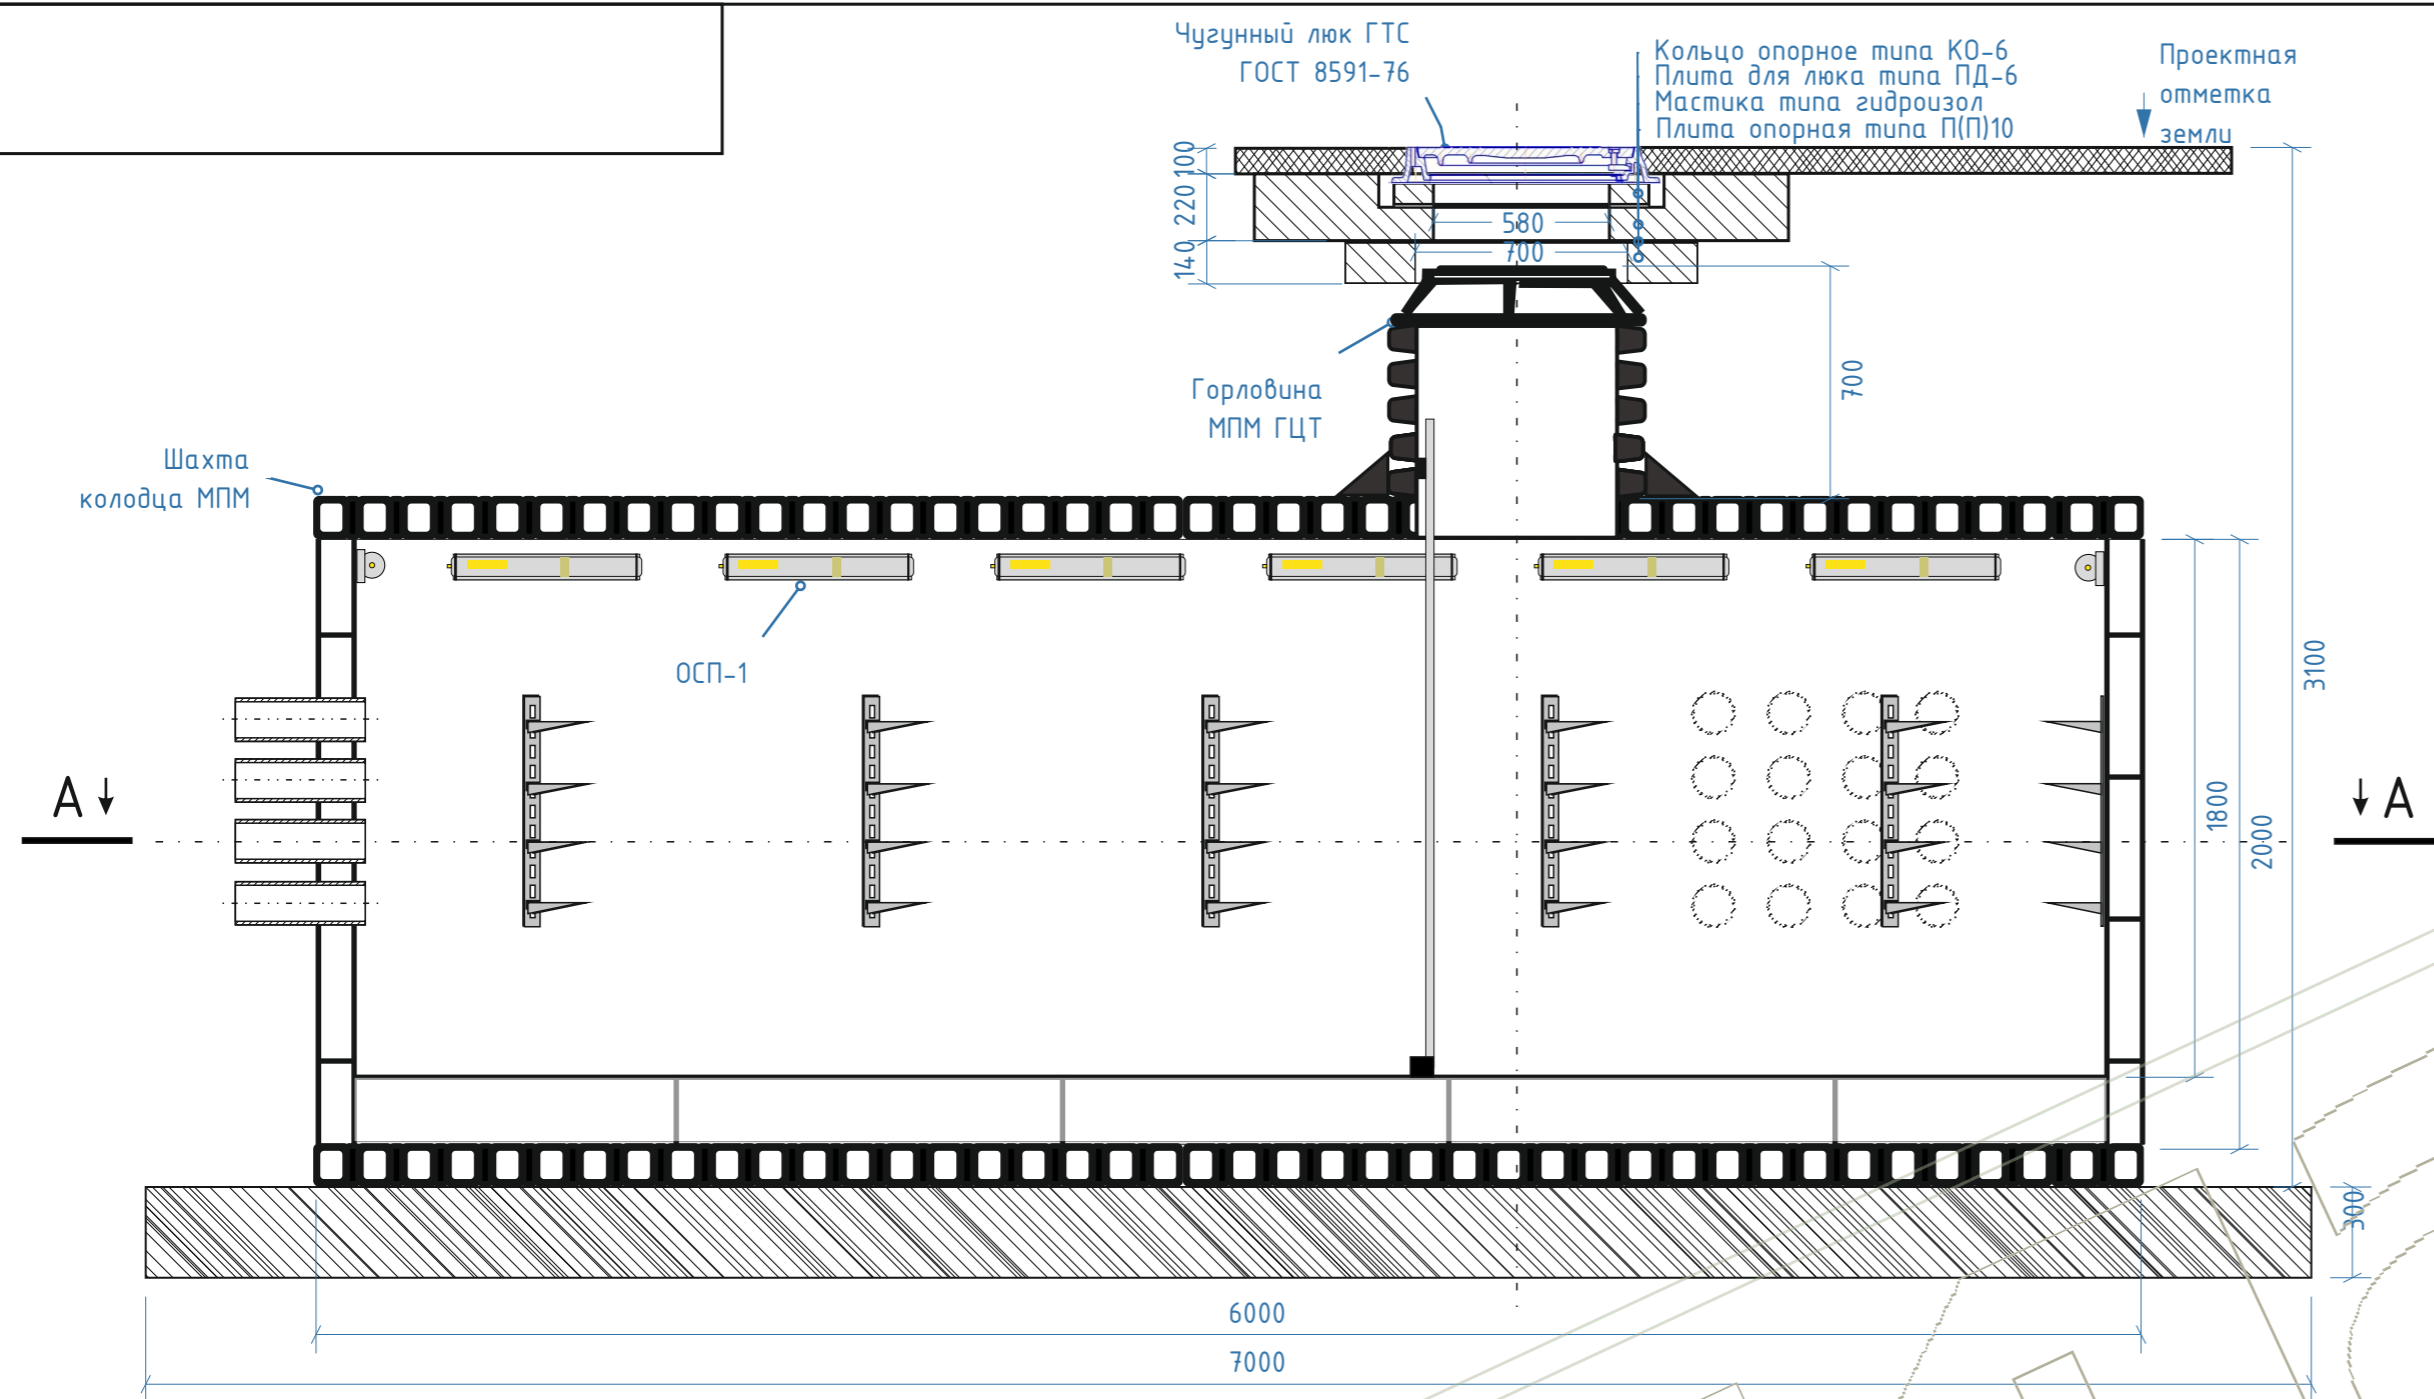 Чугунный люк ГТС
ГОСТ 8591-76
Кольцо опорное типа КО-6
Плита для люка типа ПД-6
Мастика типа гидроизол
Плита опорная типа П(П)10
Проектная
отметка
земли
100
220
140
580
700
700
Горловина
МПМ ГЦТ
Шахта
колодца МПМ
ОСП-1
3100
1800
2000
А
А
300
6000
7000